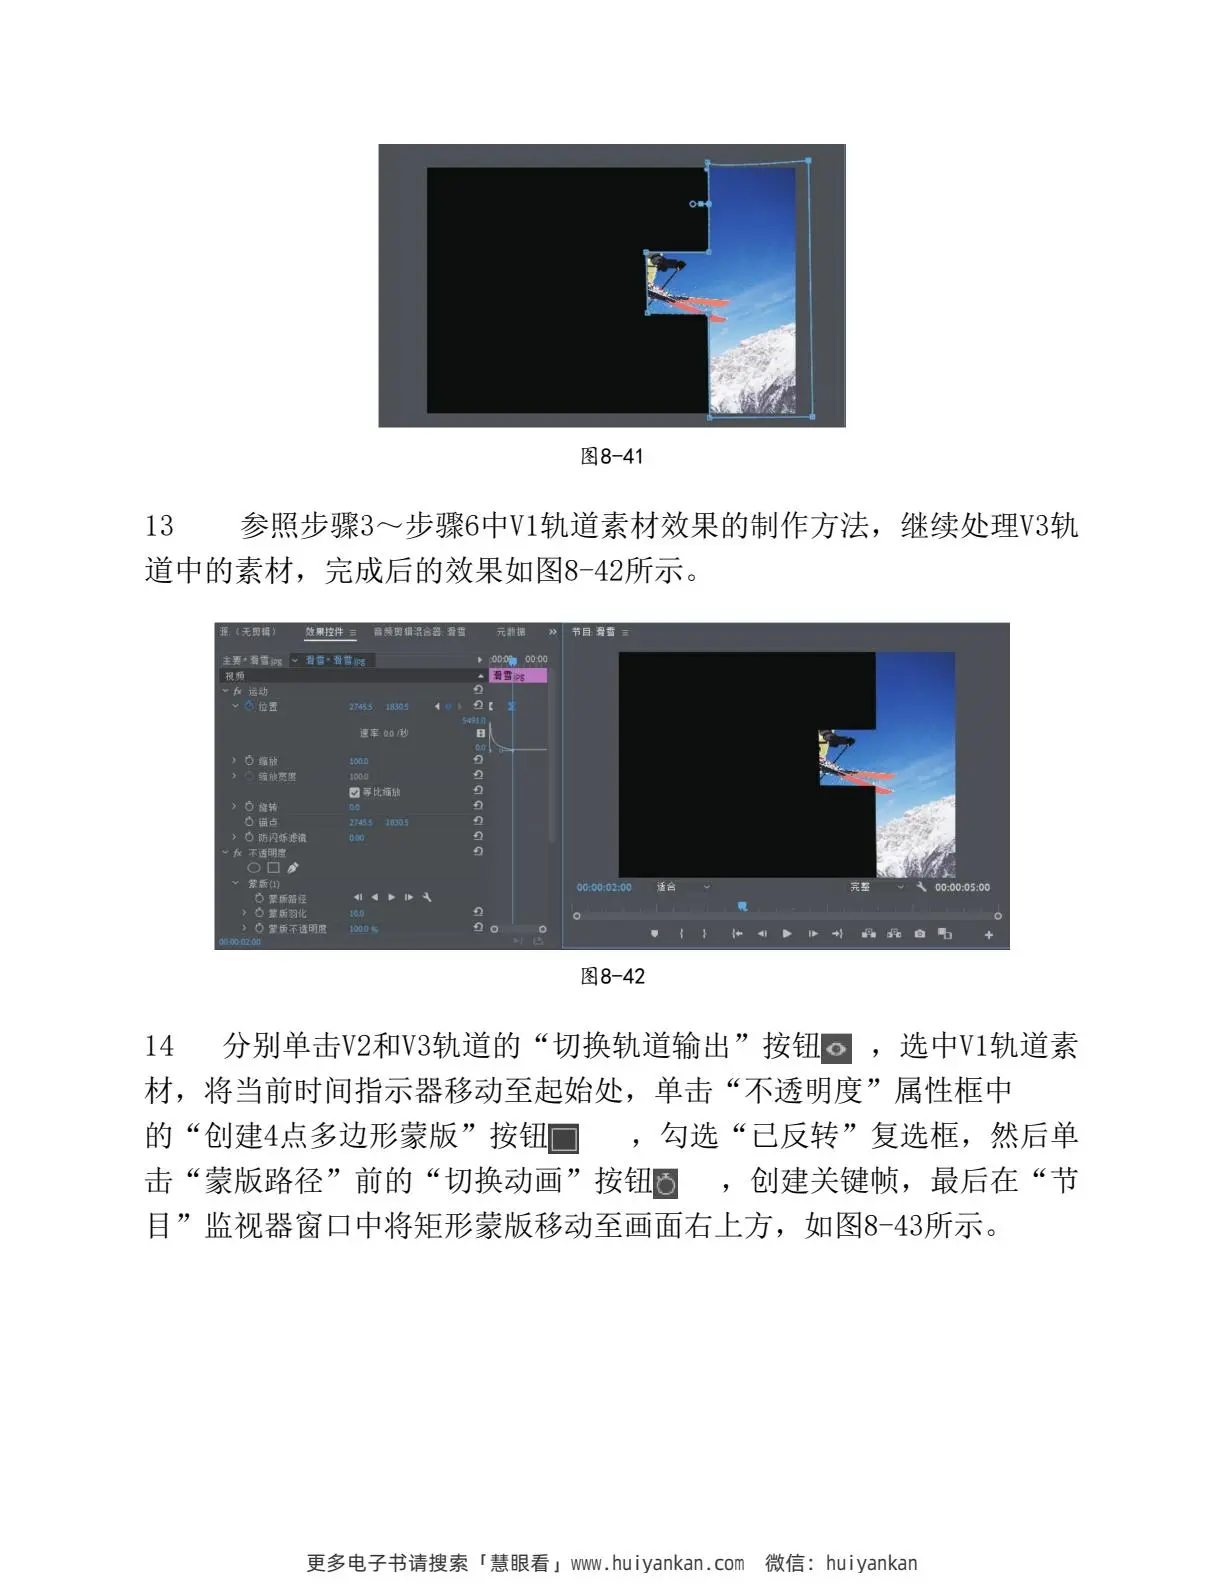 图8-41
13 参照步骤3～步骤6中V1轨道素材效果的制作方法，继续处理V3轨
道中的素材，完成后的效果如图8-42所示。
源:（无剪辑） 效果控件 音频剪辑混合器: 滑雪 元数据 »
主要*滑雪.jpg 滑雪*滑雪.jpg :00:00 00:00
视频 滑雪.jpg
fx 运动
位置 2745.5 1830.5
5491.0
速率 0.0 /秒
0.0
缩放 100.0
缩放宽度 100.0
等比缩放
旋转 0.0
锚点 2745.5 1830.5
防闪烁滤镜 0.00
fx 不透明度
蒙版(1)
蒙版路径
蒙版羽化 10.0
蒙版不透明度 100.0 %
00:00:02:00
节目: 滑雪
00:00:02:00 适合 完整 00:00:05:00
图8-42
14 分别单击V2和V3轨道的“切换轨道输出”按钮 ，选中V1轨道素
材，将当前时间指示器移动至起始处，单击“不透明度”属性框中
的“创建4点多边形蒙版”按钮 ，勾选“已反转”复选框，然后单
击“蒙版路径”前的“切换动画”按钮 ，创建关键帧，最后在“节
目”监视器窗口中将矩形蒙版移动至画面右上方，如图8-43所示。
更多电子书请搜索「慧眼看」www.huiyankan.com 微信：huiyankan